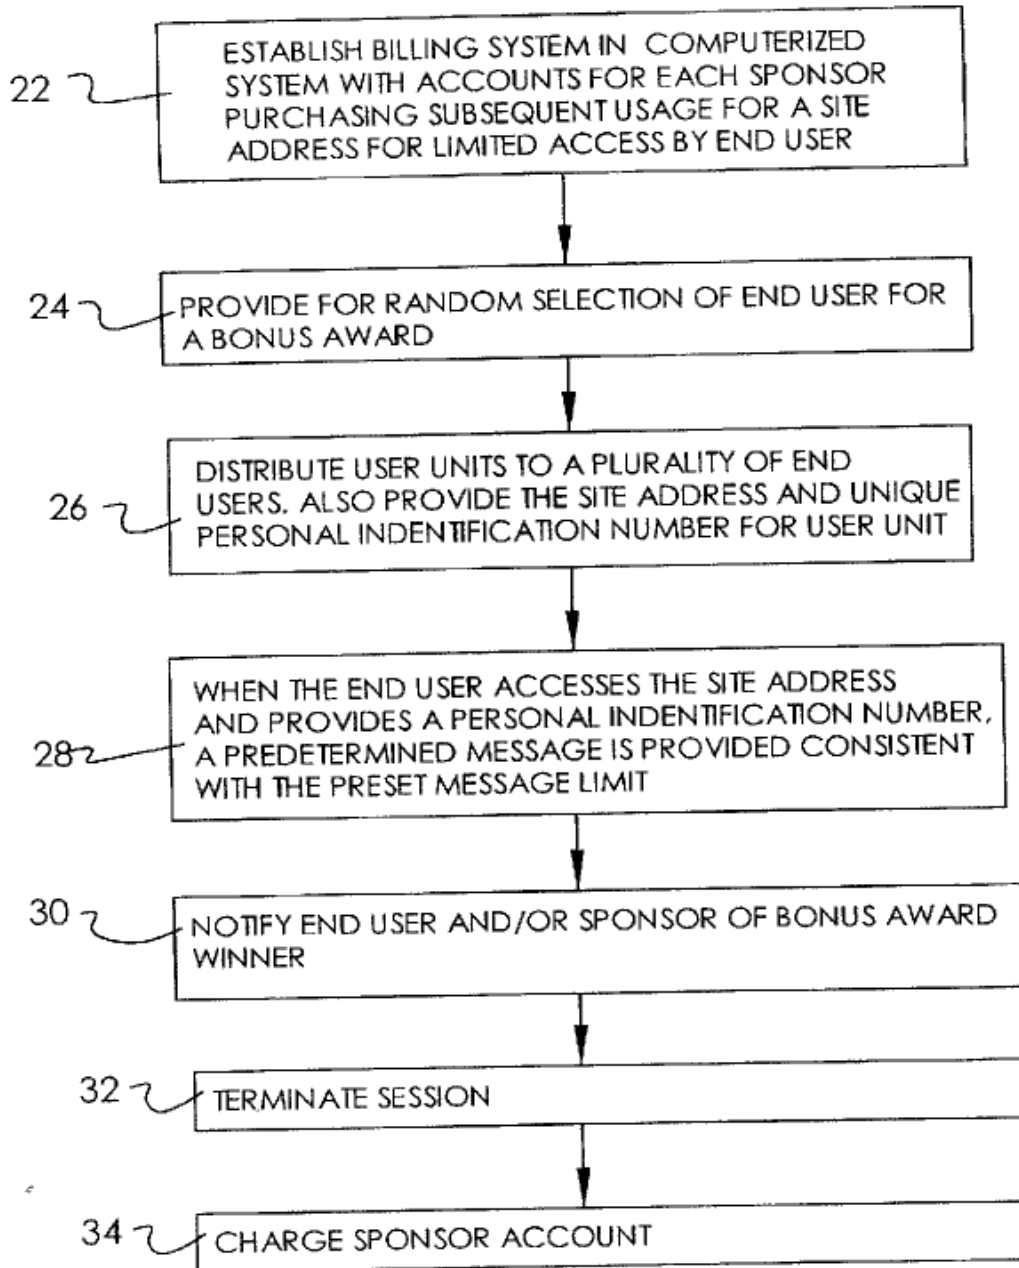 22
ESTABLISH BILLING SYSTEM IN COMPUTERIZED
SYSTEM WITH ACCOUNTS FOR EACH SPONSOR
PURCHASING SUBSEQUENT USAGE FOR A SITE
ADDRESS FOR LIMITED ACCESS BY END USER
24
PROVIDE FOR RANDOM SELECTION OF END USER FOR
A BONUS AWARD
26
DISTRIBUTE USER UNITS TO A PLURALITY OF END
USERS. ALSO PROVIDE THE SITE ADDRESS AND UNIQUE
PERSONAL INDENTIFICATION NUMBER FOR USER UNIT
28
WHEN THE END USER ACCESSES THE SITE ADDRESS
AND PROVIDES A PERSONAL INDENTIFICATION NUMBER,
A PREDETERMINED MESSAGE IS PROVIDED CONSISTENT
WITH THE PRESET MESSAGE LIMIT
30
NOTIFY END USER AND/OR SPONSOR OF BONUS AWARD
WINNER
32
TERMINATE SESSION
34
CHARGE SPONSOR ACCOUNT